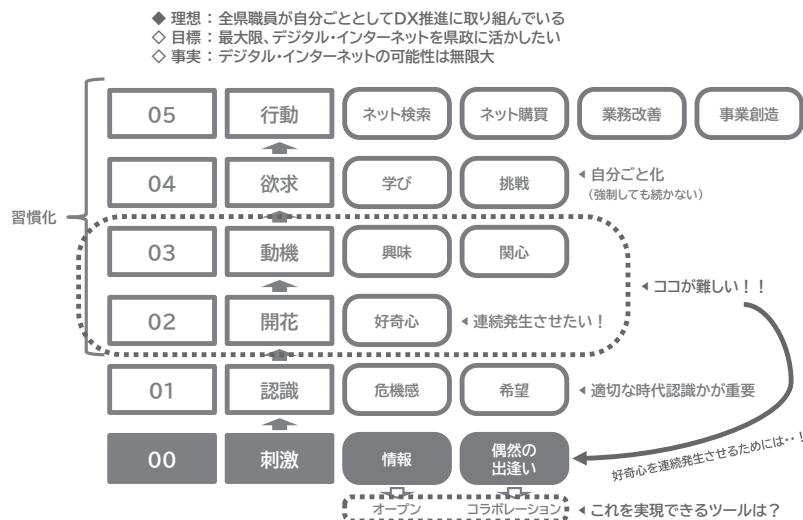 ◆ 理想：全県職員が自分ごととしてDX推進に取り組んでいる
◇ 目標：最大限、デジタル・インターネットを県政に活かしたい
◇ 事実：デジタル・インターネットの可能性は無限大
05 行動 ネット検索 ネット購買 業務改善 事業創造
04 欲求 学び 挑戦 自分ごと化
（強制しても続かない）
習慣化
03 動機 興味 関心
ココが難しい！！
02 開花 好奇心 連続発生させたい！
01 認識 危機感 希望 適切な時代認識かが重要
00 刺激 情報 偶然の
出逢い
好奇心を連続発生させるためには・・！
オープン コラボレーション これを実現できるツールは？